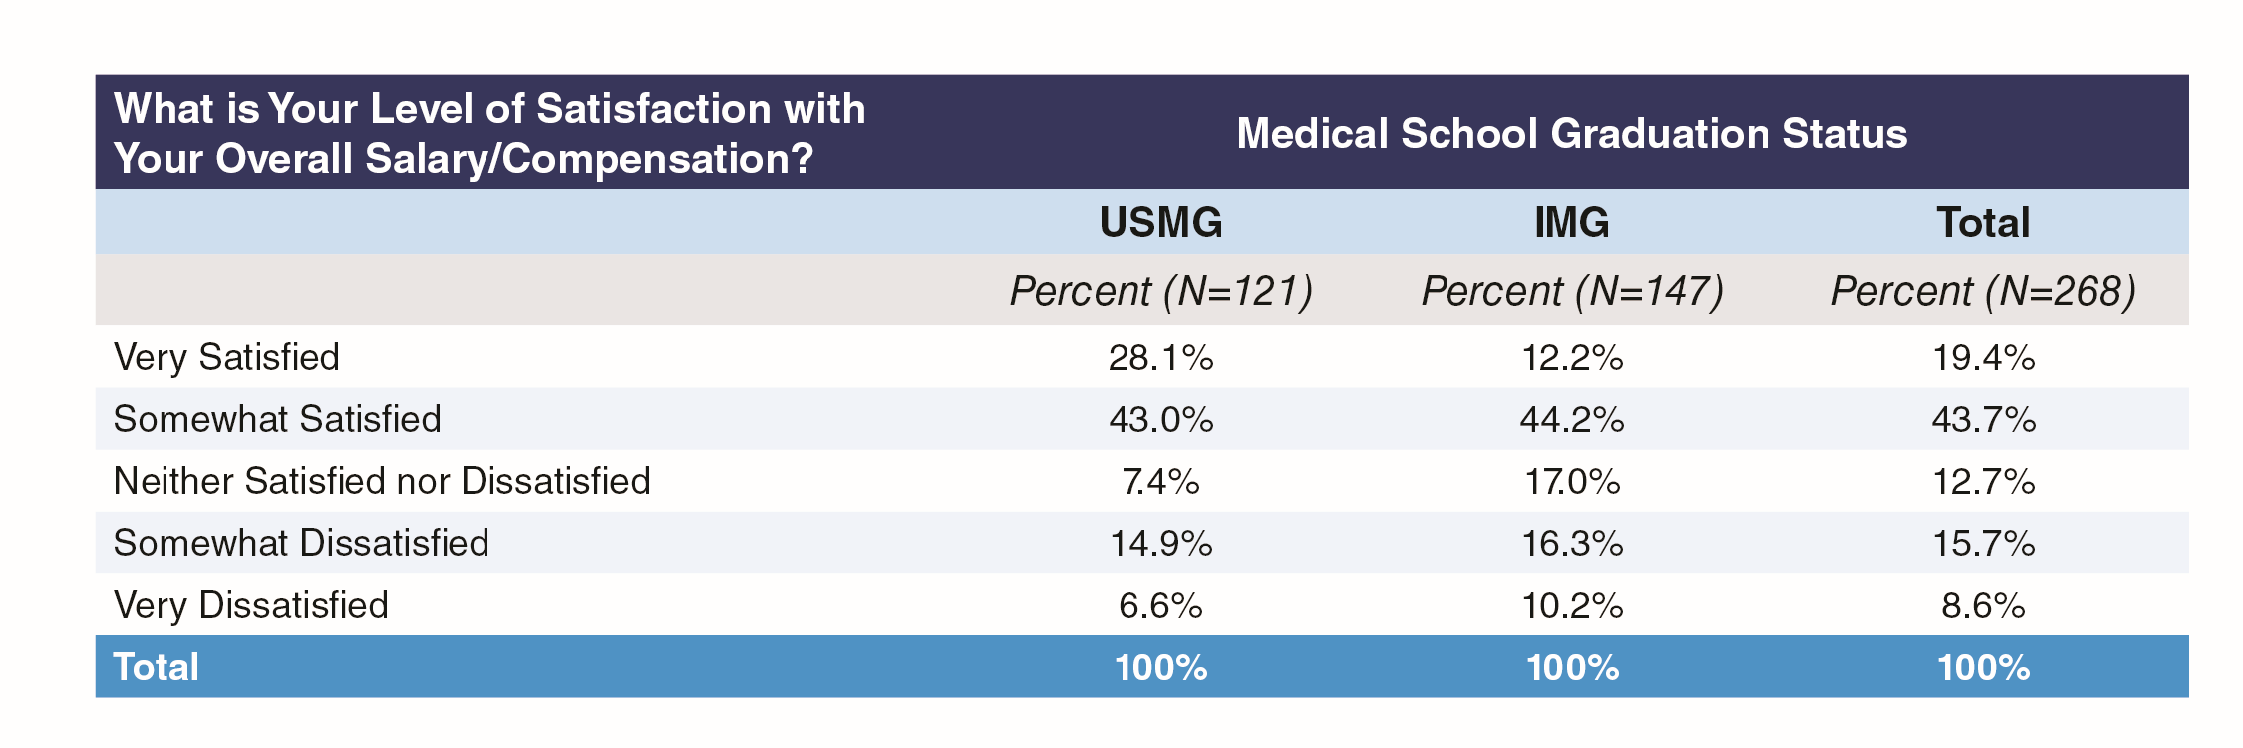 What is Your Level of Satisfaction with
Your Overall Salary/Compensation?
Medical School Graduation Status
USMG IMG Total
Percent (N=121) Percent (N=147) Percent (N=268)
Very Satisfied 28.1% 12.2% 19.4%
Somewhat Satisfied 43.0% 44.2% 43.7%
Neither Satisfied nor Dissatisfied 7.4% 17.0% 12.7%
Somewhat Dissatisfied 14.9% 16.3% 15.7%
Very Dissatisfied 6.6% 10.2% 8.6%
Total 100% 100% 100%